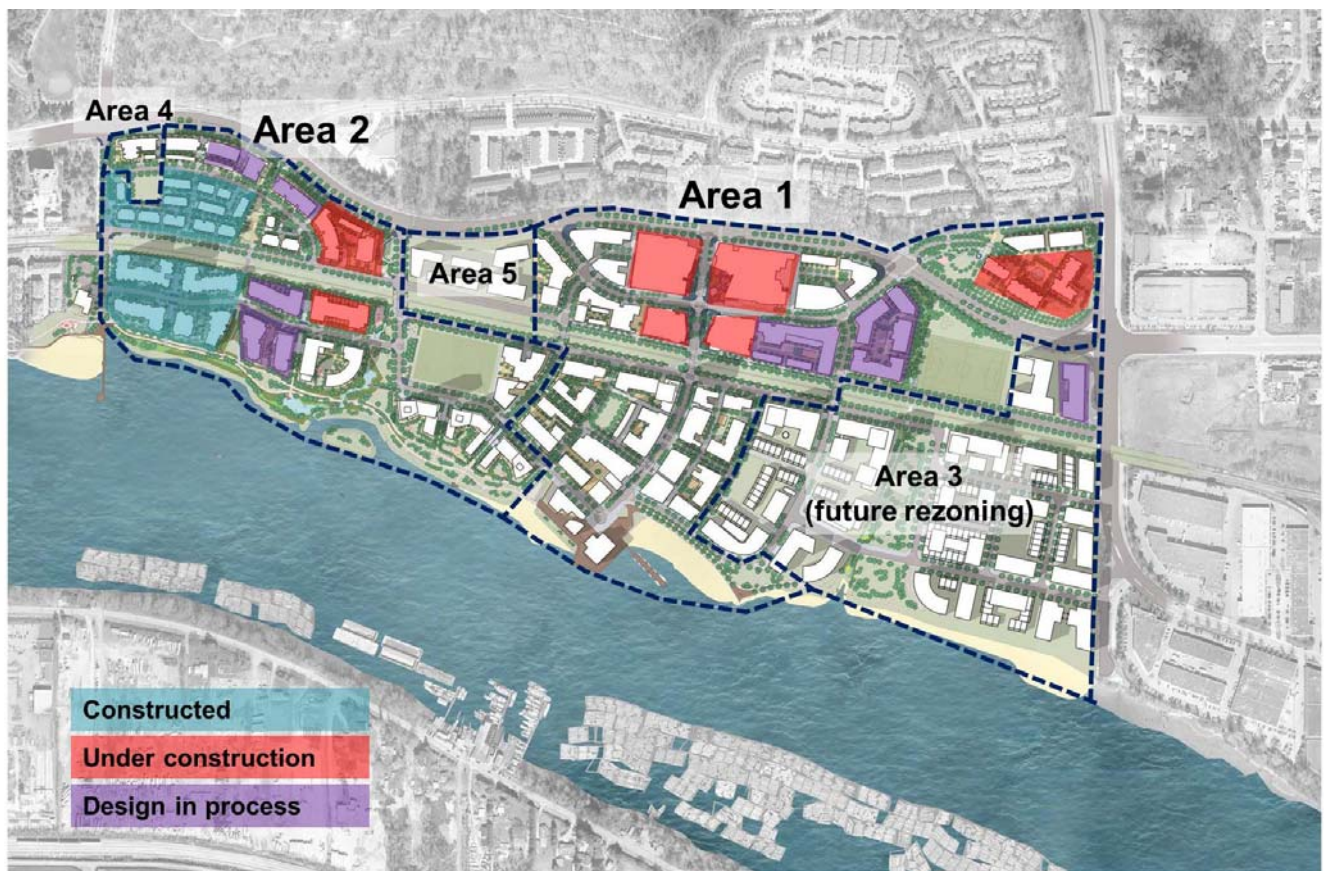 Area 4
Area 2
Area 1
Area 5
Area 3
(future rezoning)
Constructed
Under construction
Design in process